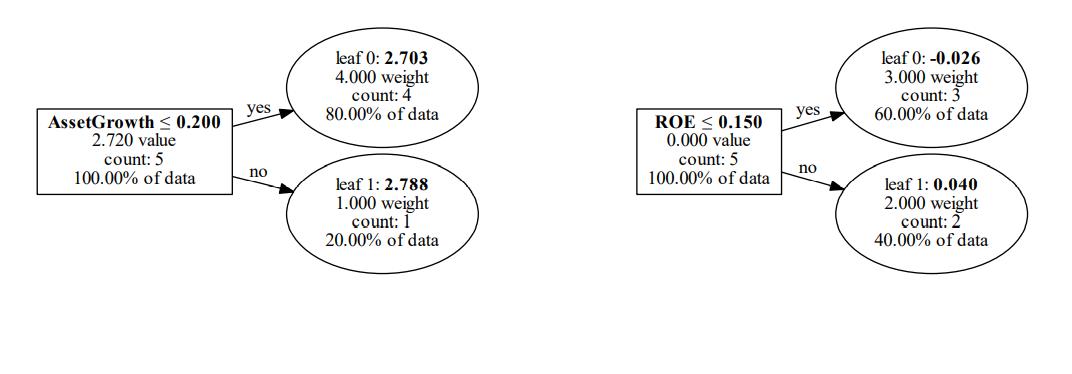 AssetGrowth ≤ 0.200
2.720 value
count: 5
100.00% of data
yes
no
leaf 0: 2.703
4.000 weight
count: 4
80.00% of data
leaf 1: 2.788
1.000 weight
count: 1
20.00% of data
ROE ≤ 0.150
0.000 value
count: 5
100.00% of data
yes
no
leaf 0: -0.026
3.000 weight
count: 3
60.00% of data
leaf 1: 0.040
2.000 weight
count: 2
40.00% of data